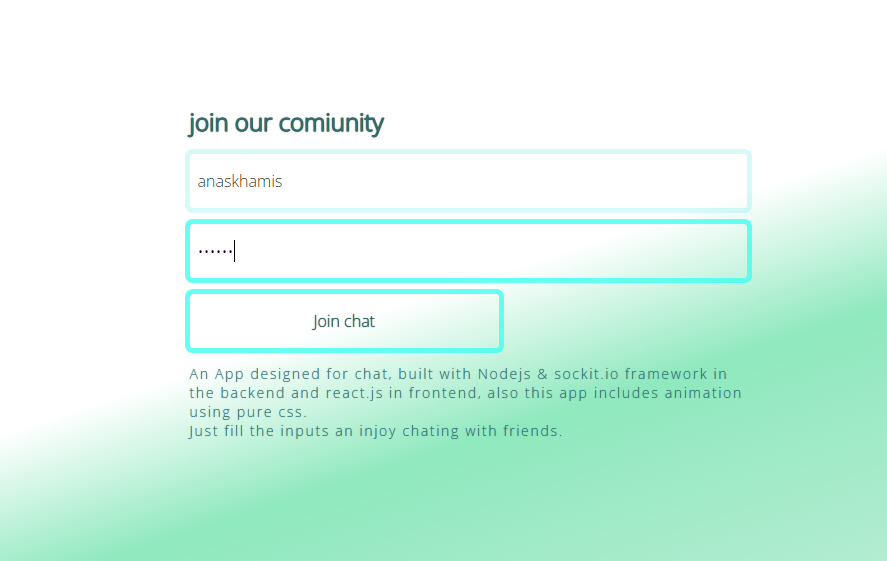 join our comiunity
anaskhamis
······
Join chat
An App designed for chat, built with Nodejs & sockit.io framework in
the backend and react.js in frontend, also this app includes animation
using pure css.
Just fill the inputs an injoy chating with friends.